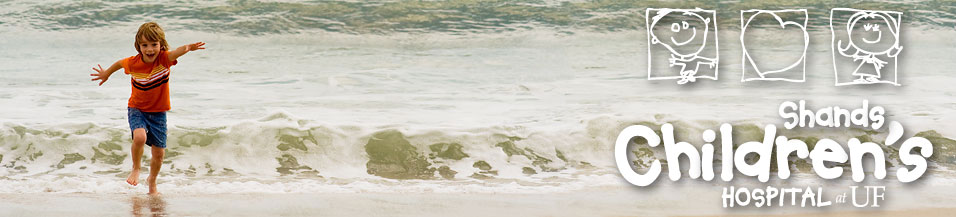 Shands
Children's
HOSPITAL at UF